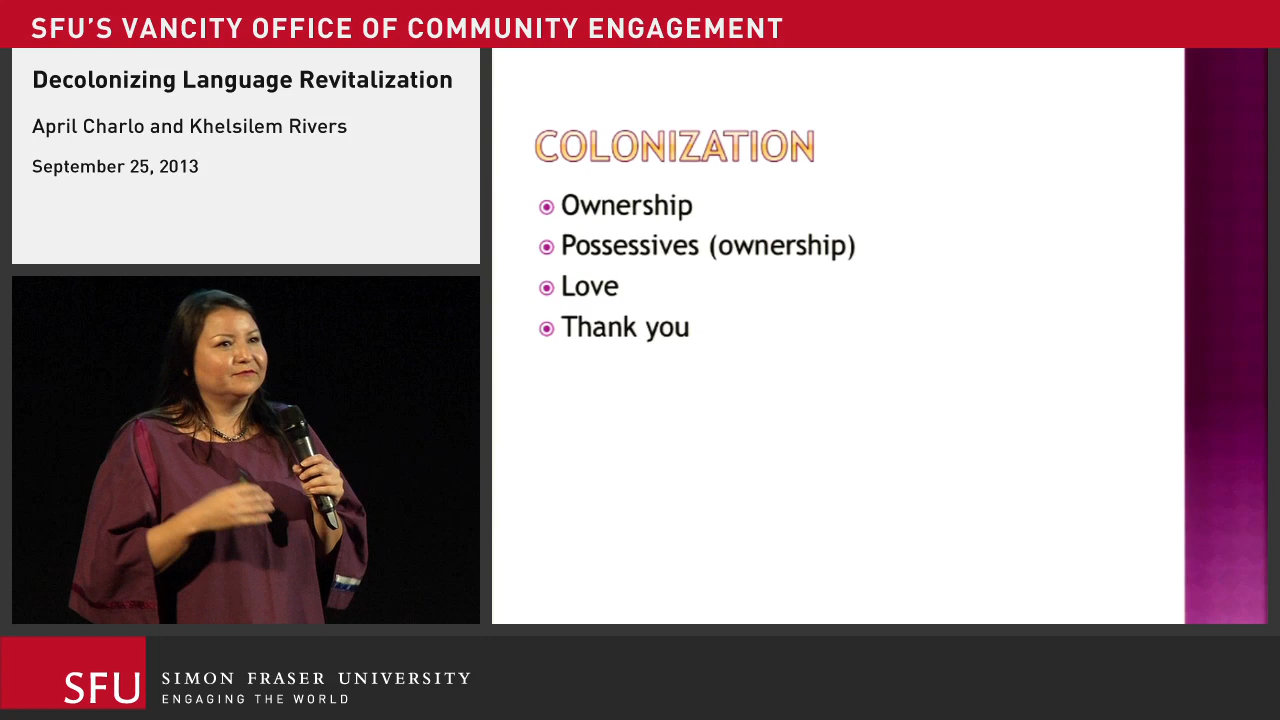 SFU'S VANCITY OFFICE OF COMMUNITY ENGAGEMENT
Decolonizing Language Revitalization
April Charlo and Khelsilem Rivers
September 25, 2013
COLONIZATION
Ownership
Possessives (ownership)
Love
Thank you
SFU
SIMON FRASER UNIVERSITY
ENGAGING THE WORLD